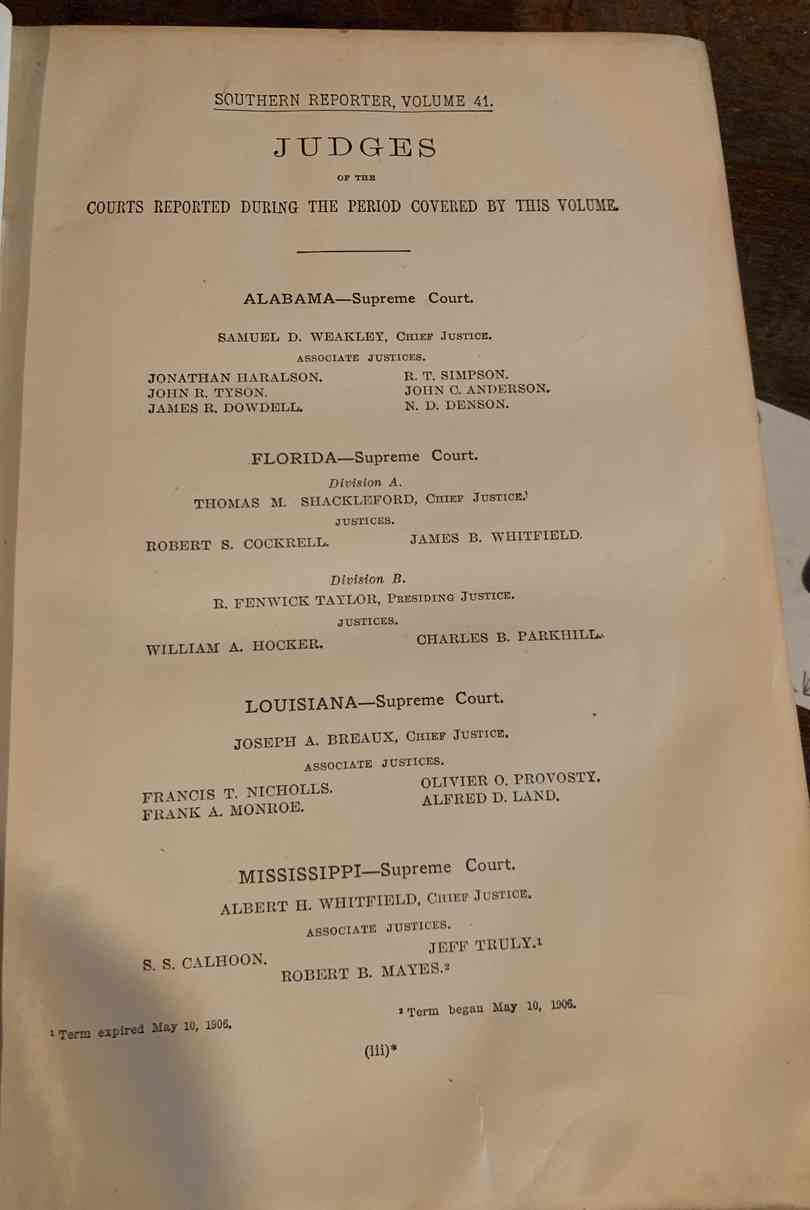 SOUTHERN REPORTER, VOLUME 41.
JUDGES
OF THE
COURTS REPORTED DURING THE PERIOD COVERED BY THIS VOLUME.
ALABAMA—Supreme Court.
SAMUEL D. WEAKLEY, CHIEF JUSTICE.
ASSOCIATE JUSTICES.
JONATHAN HARALSON. R. T. SIMPSON.
JOHN R. TYSON. JOHN C. ANDERSON.
JAMES R. DOWDELL. N. D. DENSON.
FLORIDA—Supreme Court.
Division A.
THOMAS M. SHACKLEFORD, CHIEF JUSTICE.¹
JUSTICES.
ROBERT S. COCKRELL. JAMES B. WHITFIELD.
Division B.
R. FENWICK TAYLOR, PRESIDING JUSTICE.
JUSTICES.
WILLIAM A. HOCKER. CHARLES B. PARKHILL.
LOUISIANA—Supreme Court.
JOSEPH A. BREAUX, CHIEF JUSTICE.
ASSOCIATE JUSTICES.
FRANCIS T. NICHOLLS. OLIVIER O. PROVOSTY.
FRANK A. MONROE. ALFRED D. LAND.
MISSISSIPPI—Supreme Court.
ALBERT H. WHITFIELD, CHIEF JUSTICE.
ASSOCIATE JUSTICES.
S. S. CALHOON. JEFF TRULY.¹
ROBERT B. MAYES.²
¹ Term expired May 10, 1906. ² Term began May 10, 1906.
(iii)*